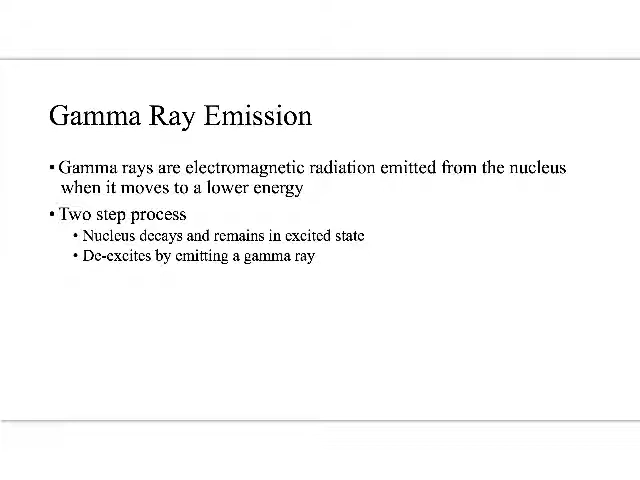 Gamma Ray Emission
• Gamma rays are electromagnetic radiation emitted from the nucleus
when it moves to a lower energy
• Two step process
• Nucleus decays and remains in excited state
• De-excites by emitting a gamma ray